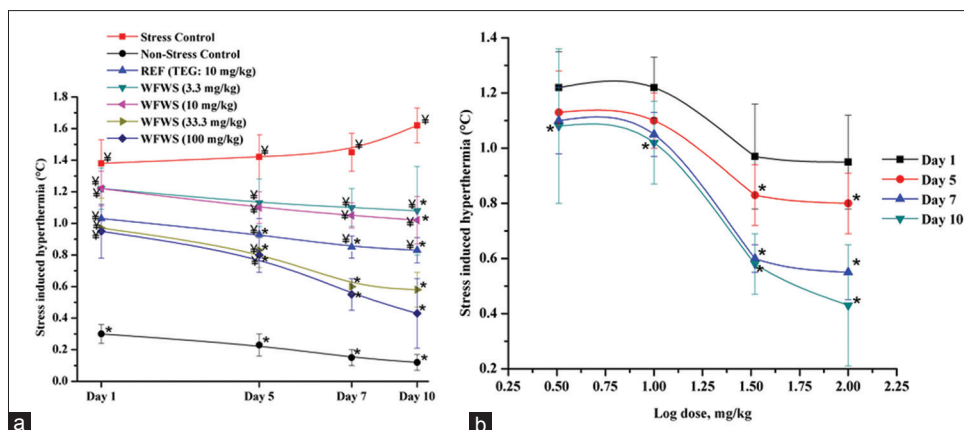 Stress Control
Non-Stress Control
REF (TEG: 10 mg/kg)
WFWS (3.3 mg/kg)
WFWS (10 mg/kg)
WFWS (33.3 mg/kg)
WFWS (100 mg/kg)
Stress induced hyperthermia (°C)
1.8
1.6
1.4
1.2
1.0
0.8
0.6
0.4
0.2
0.0
Day 1 Day 5 Day 7 Day 10
a
Stress induced hyperthermia (°C)
1.4
1.2
1.0
0.8
0.6
0.4
0.2
0.25 0.50 0.75 1.00 1.25 1.50 1.75 2.00 2.25
Log dose, mg/kg
Day 1
Day 5
Day 7
Day 10
b